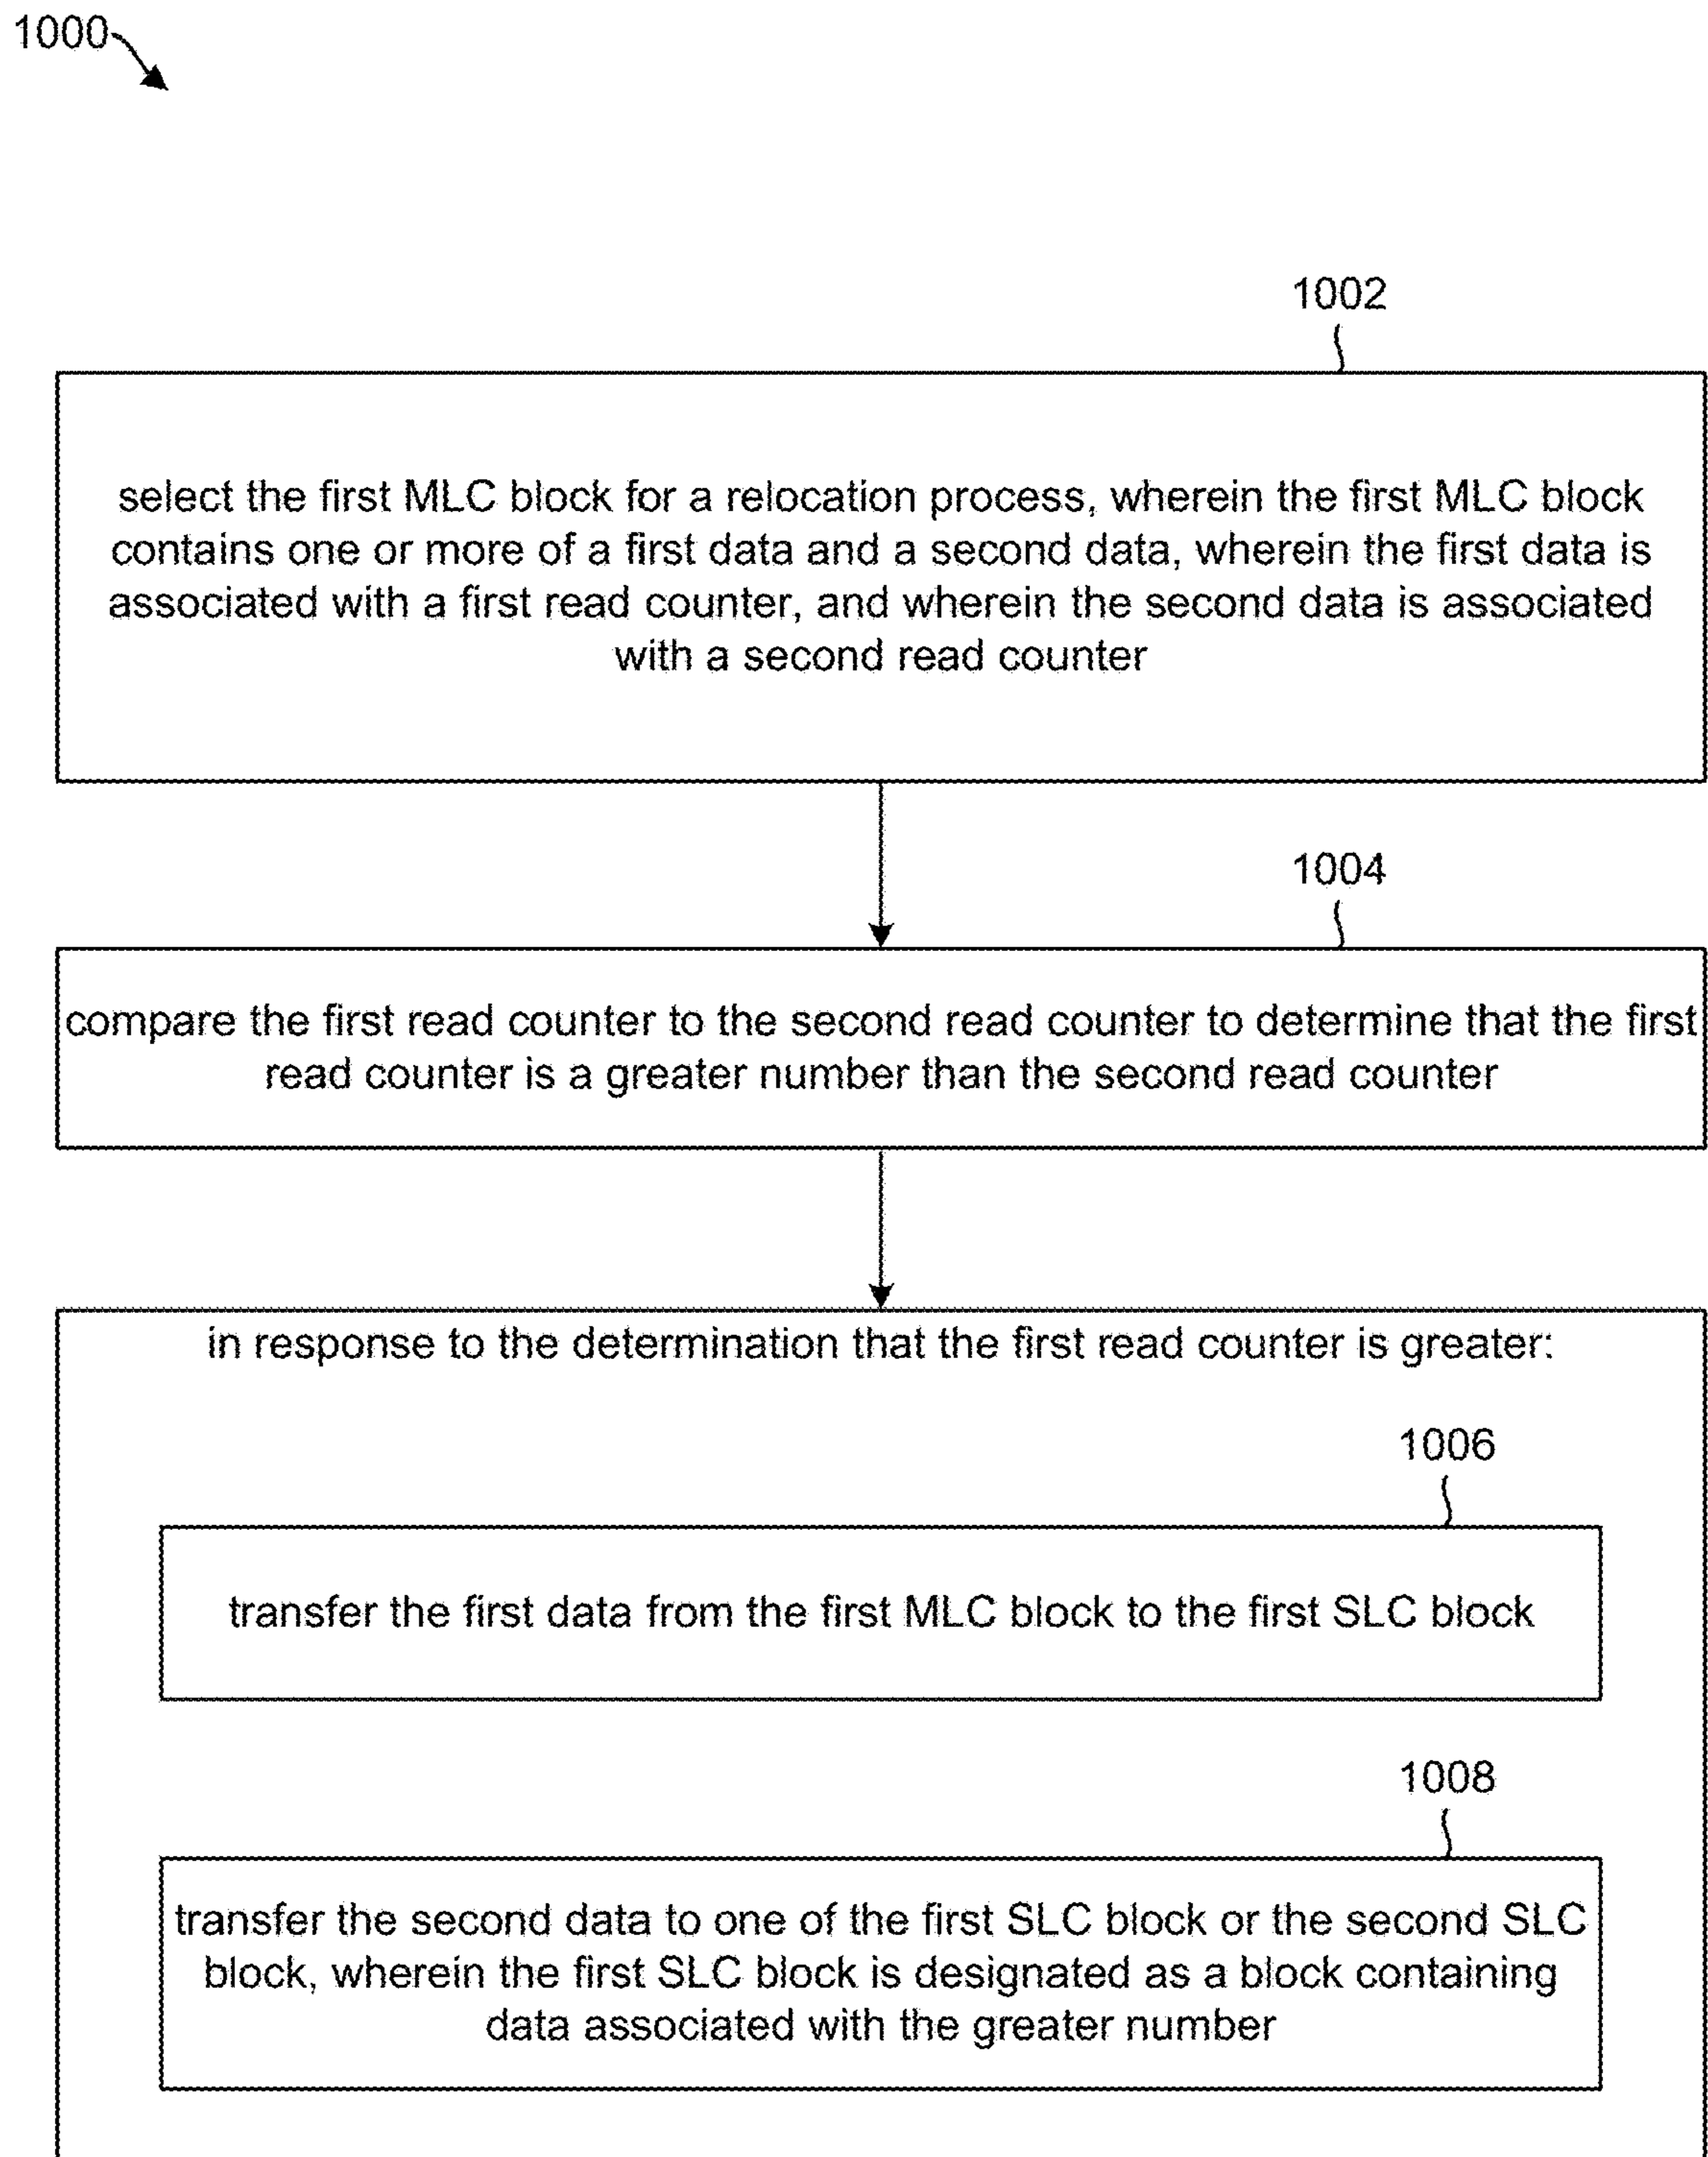 1000
1002
select the first MLC block for a relocation process, wherein the first MLC block
contains one or more of a first data and a second data, wherein the first data is
associated with a first read counter, and wherein the second data is associated
with a second read counter
1004
compare the first read counter to the second read counter to determine that the first
read counter is a greater number than the second read counter
in response to the determination that the first read counter is greater:
1006
transfer the first data from the first MLC block to the first SLC block
1008
transfer the second data to one of the first SLC block or the second SLC
block, wherein the first SLC block is designated as a block containing
data associated with the greater number